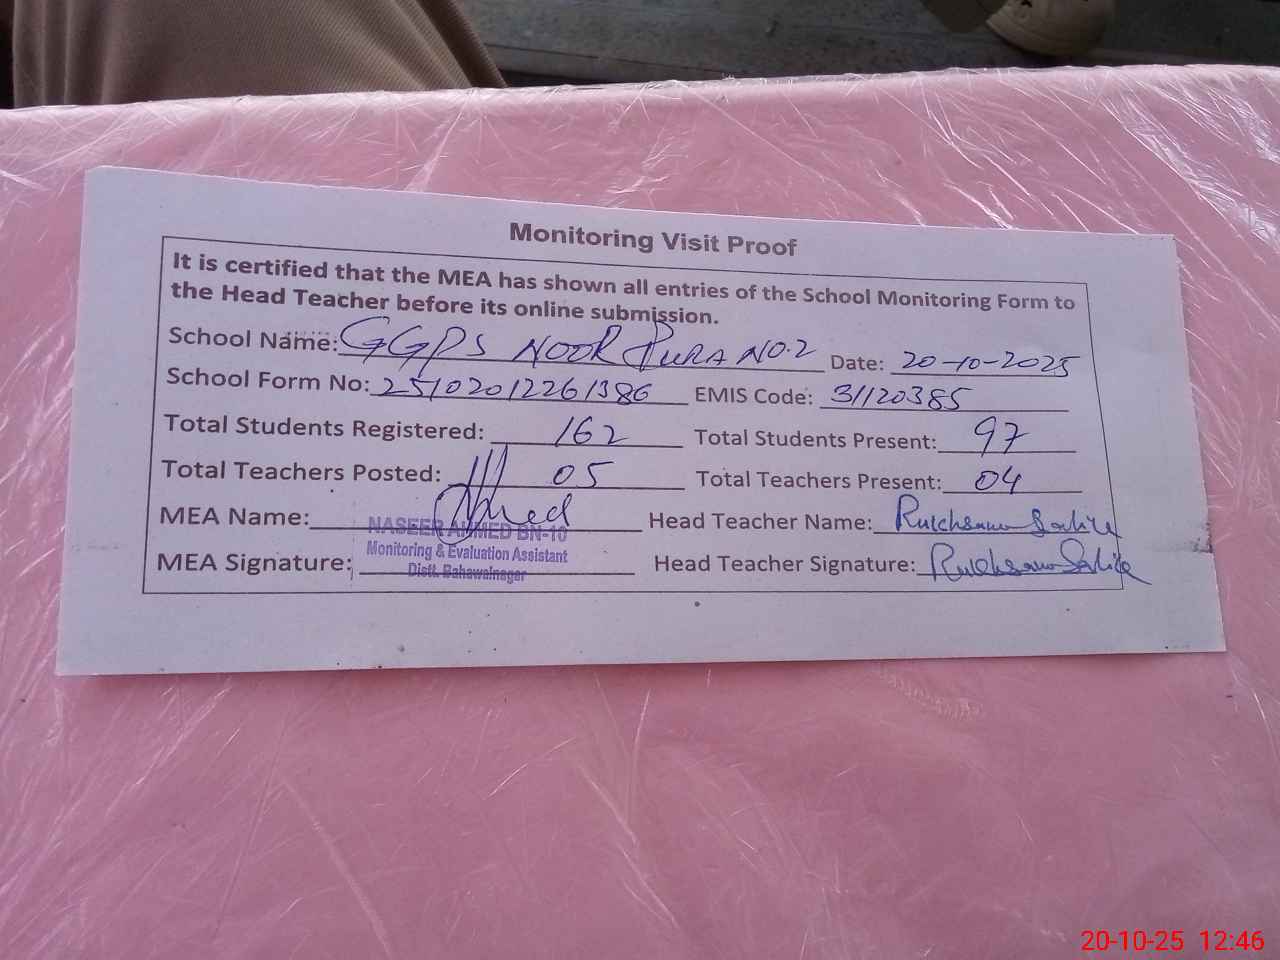 Monitoring Visit Proof
It is certified that the MEA has shown all entries of the School Monitoring Form to
the Head Teacher before its online submission.
School Name: GGPS NOOR PURA NO.2 Date: 20-10-2025
School Form No: 25102012261386 EMIS Code: 31120385
Total Students Registered: 162 Total Students Present: 97
Total Teachers Posted: 05 Total Teachers Present: 04
MEA Name: Head Teacher Name:
NASEER AHMED BN-10
Monitoring & Evaluation Assistant
MEA Signature: Head Teacher Signature:
Distt. Bahawalnagar
20-10-25 12:46